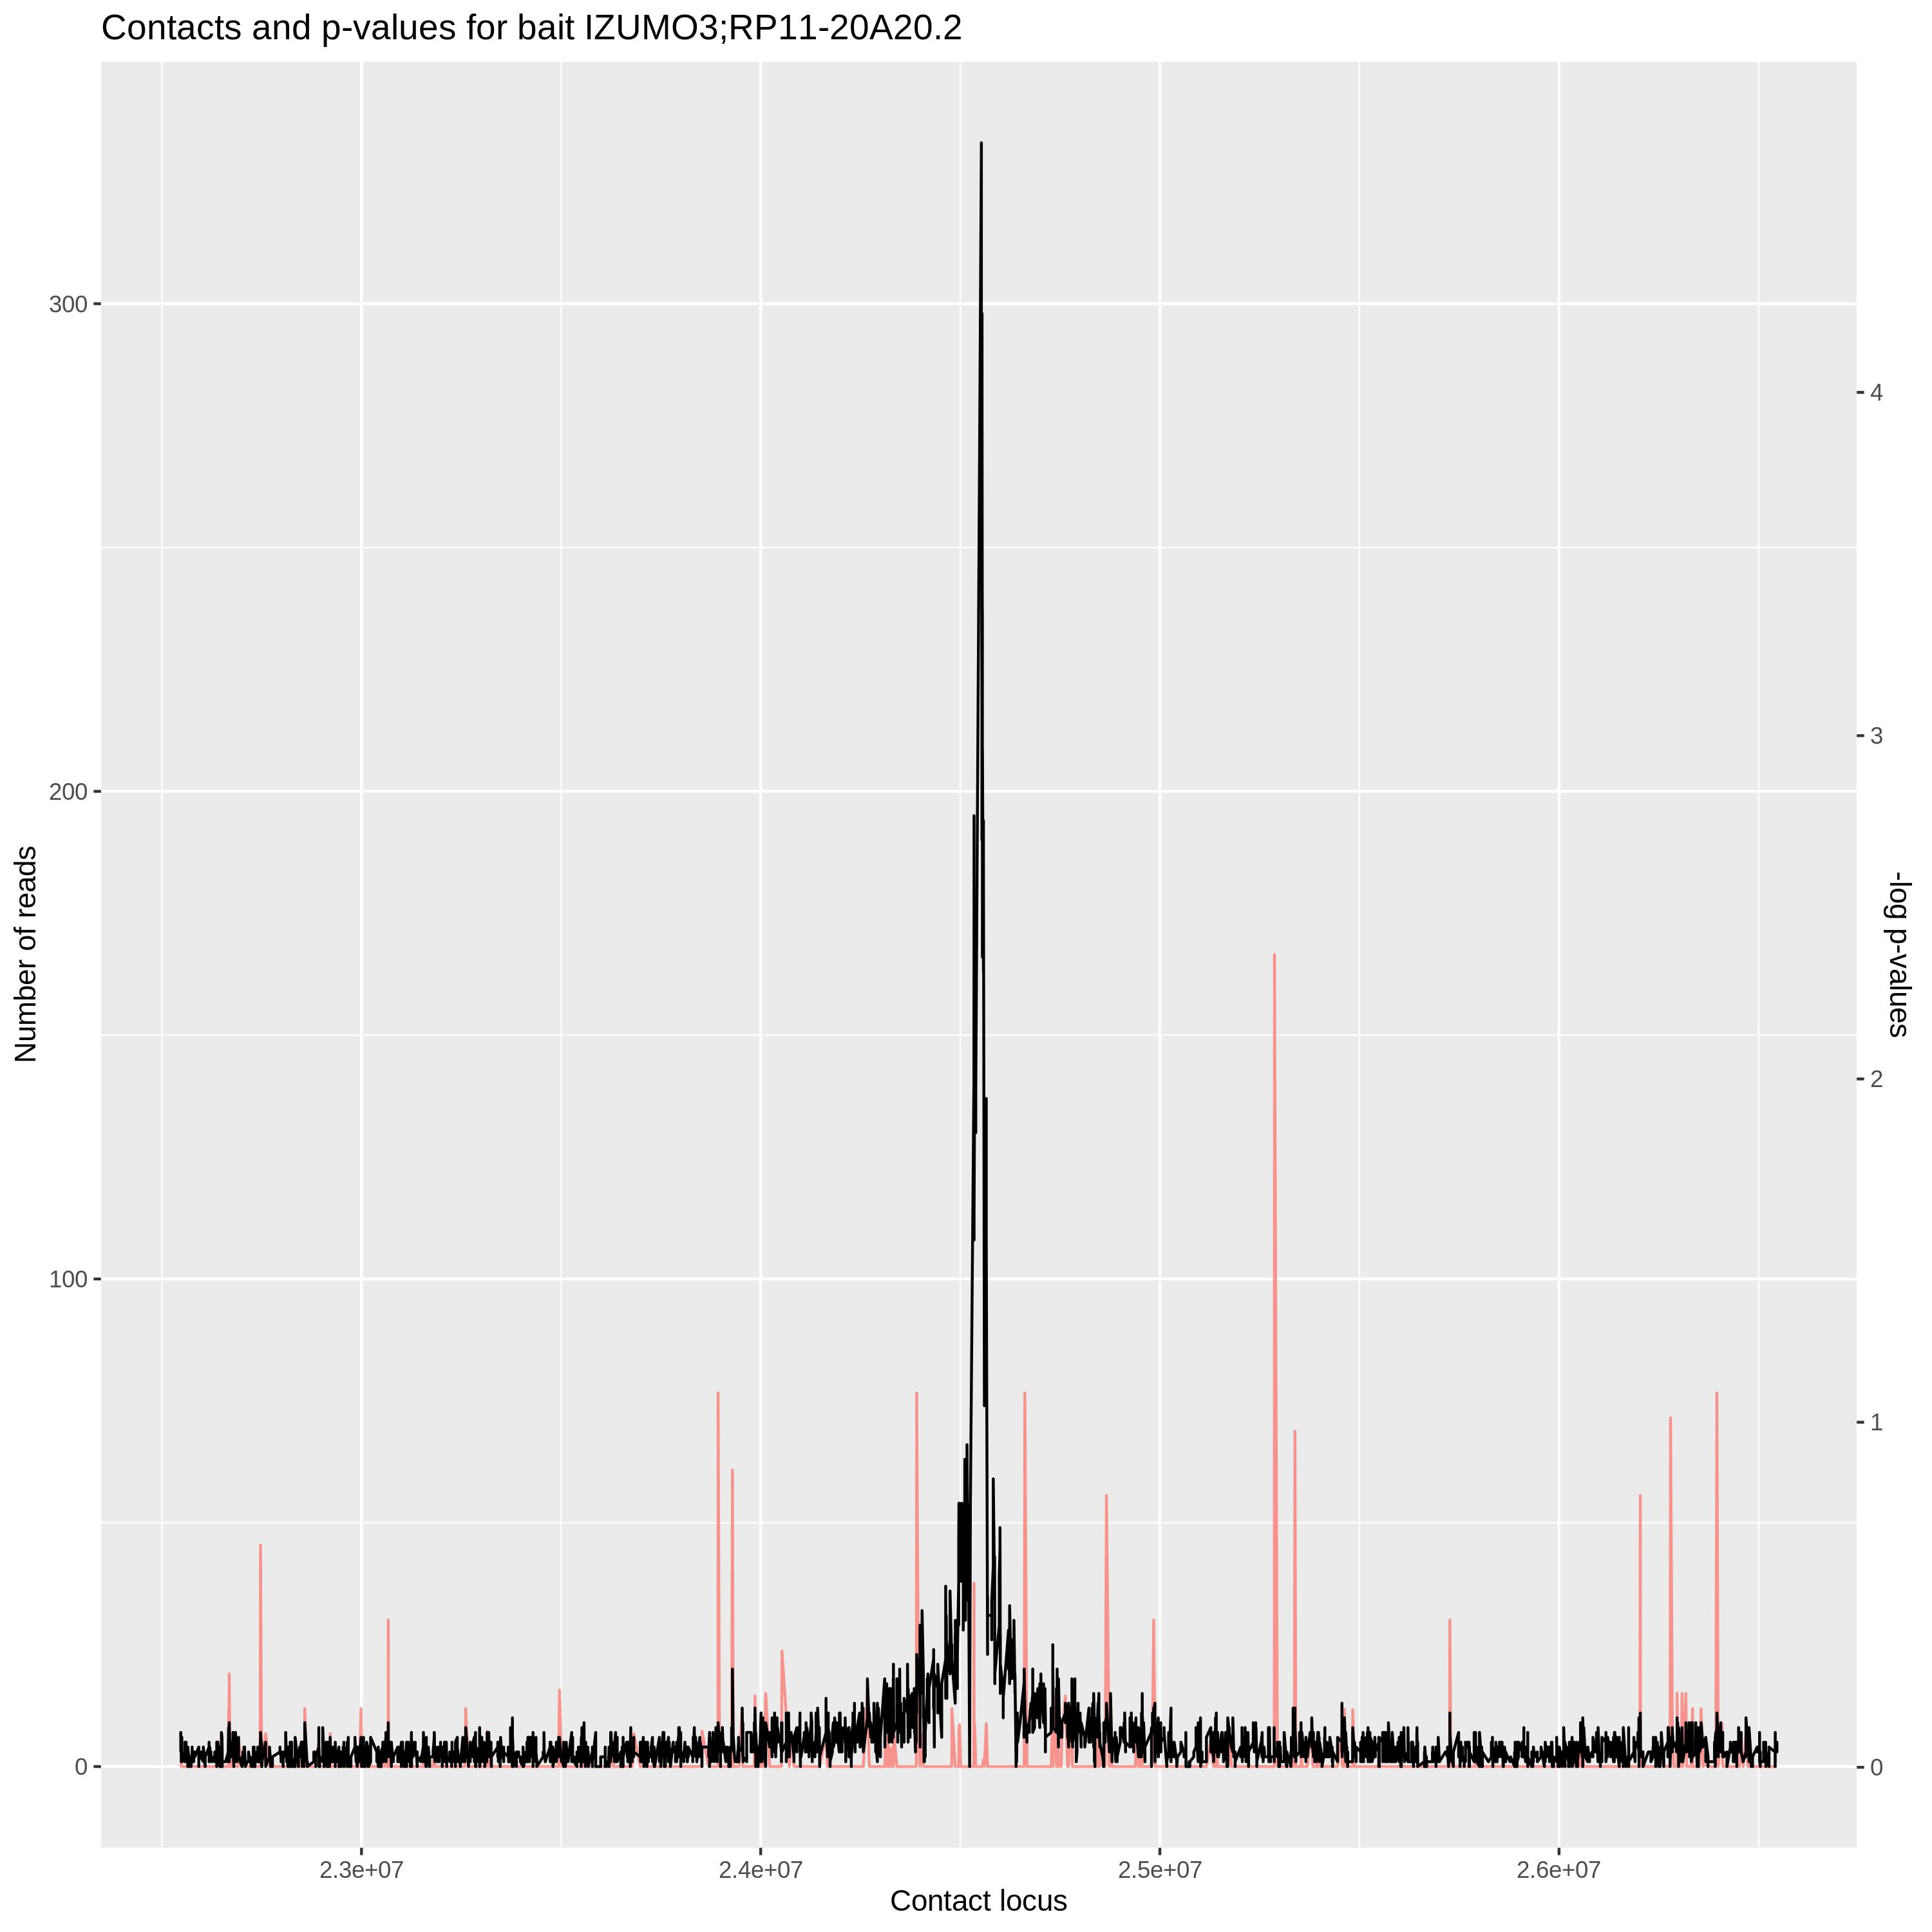 Contacts and p-values for bait IZUMO3;RP11-20A20.2
300
200
100
0
Number of reads
4
3
2
1
0
-log p-values
2.3e+07
2.4e+07
2.5e+07
2.6e+07
Contact locus